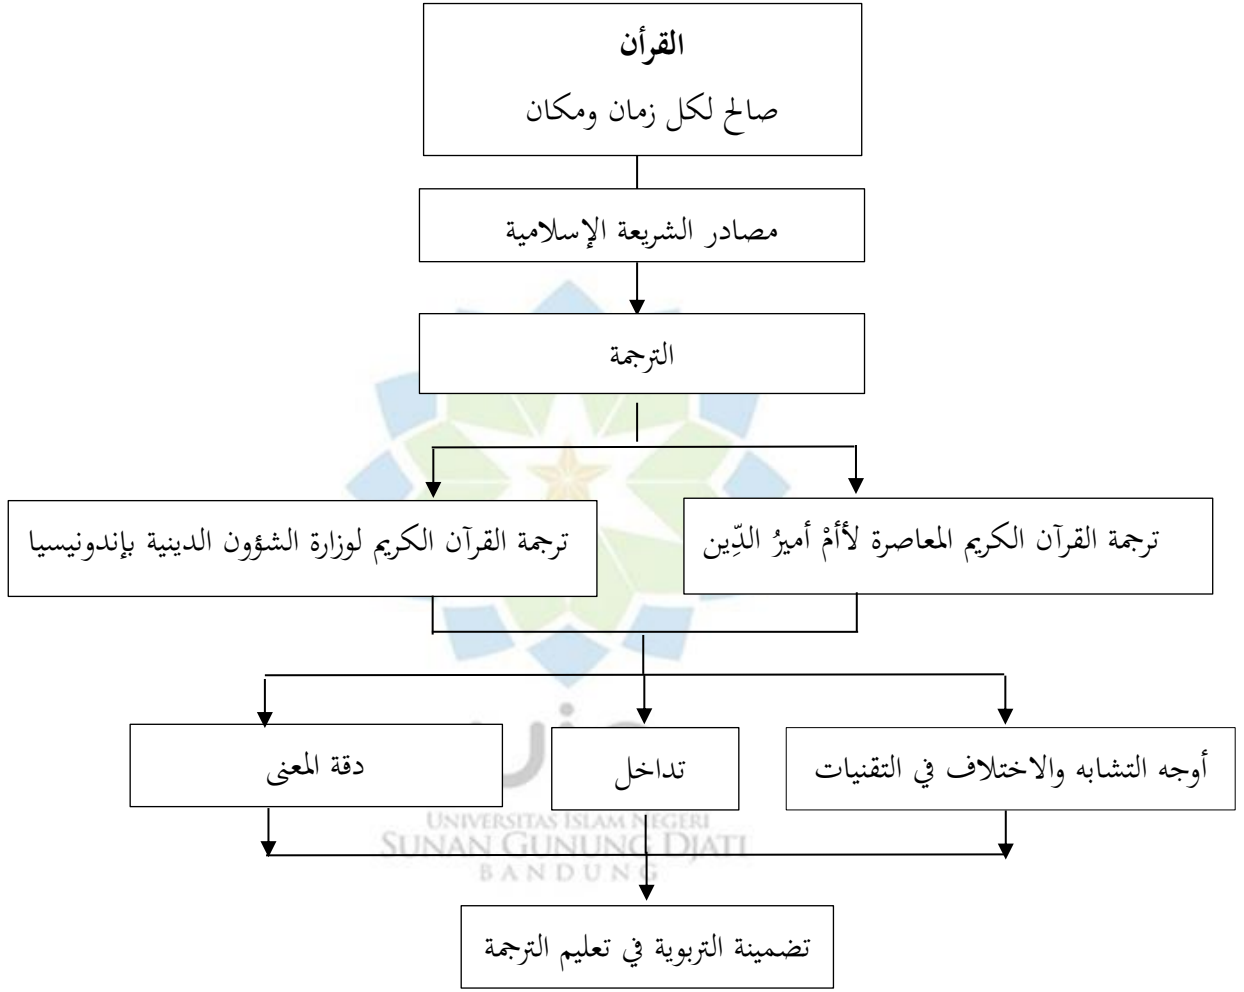 القرأن
صالح لكل زمان ومكان
مصادر الشريعة الإسلامية
الترجمة
ترجمة القرآن الكريم المعاصرة لأأمْ أميرُ الدِّين
ترجمة القرآن الكريم لوزارة الشؤون الدينية بإندونيسيا
أوجه التشابه والاختلاف في التقنيات
تداخل
دقة المعنى
UNIVERSITAS ISLAM NEGERI
SUNAN GUNUNG DJATI
BANDUNG
تضمينة التربوية في تعليم الترجمة